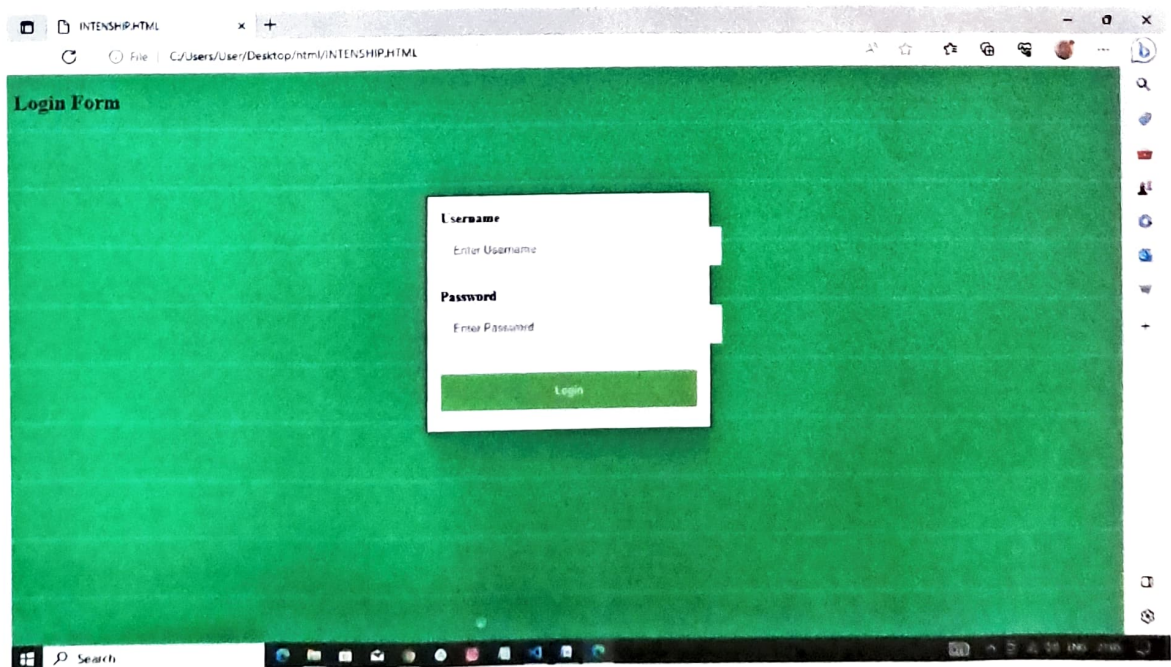 INTENSHIP.HTML
File C:/Users/User/Desktop/html/INTENSHIP.HTML
Login Form
Username
Enter Username
Password
Enter Password
Login
Search
ENG